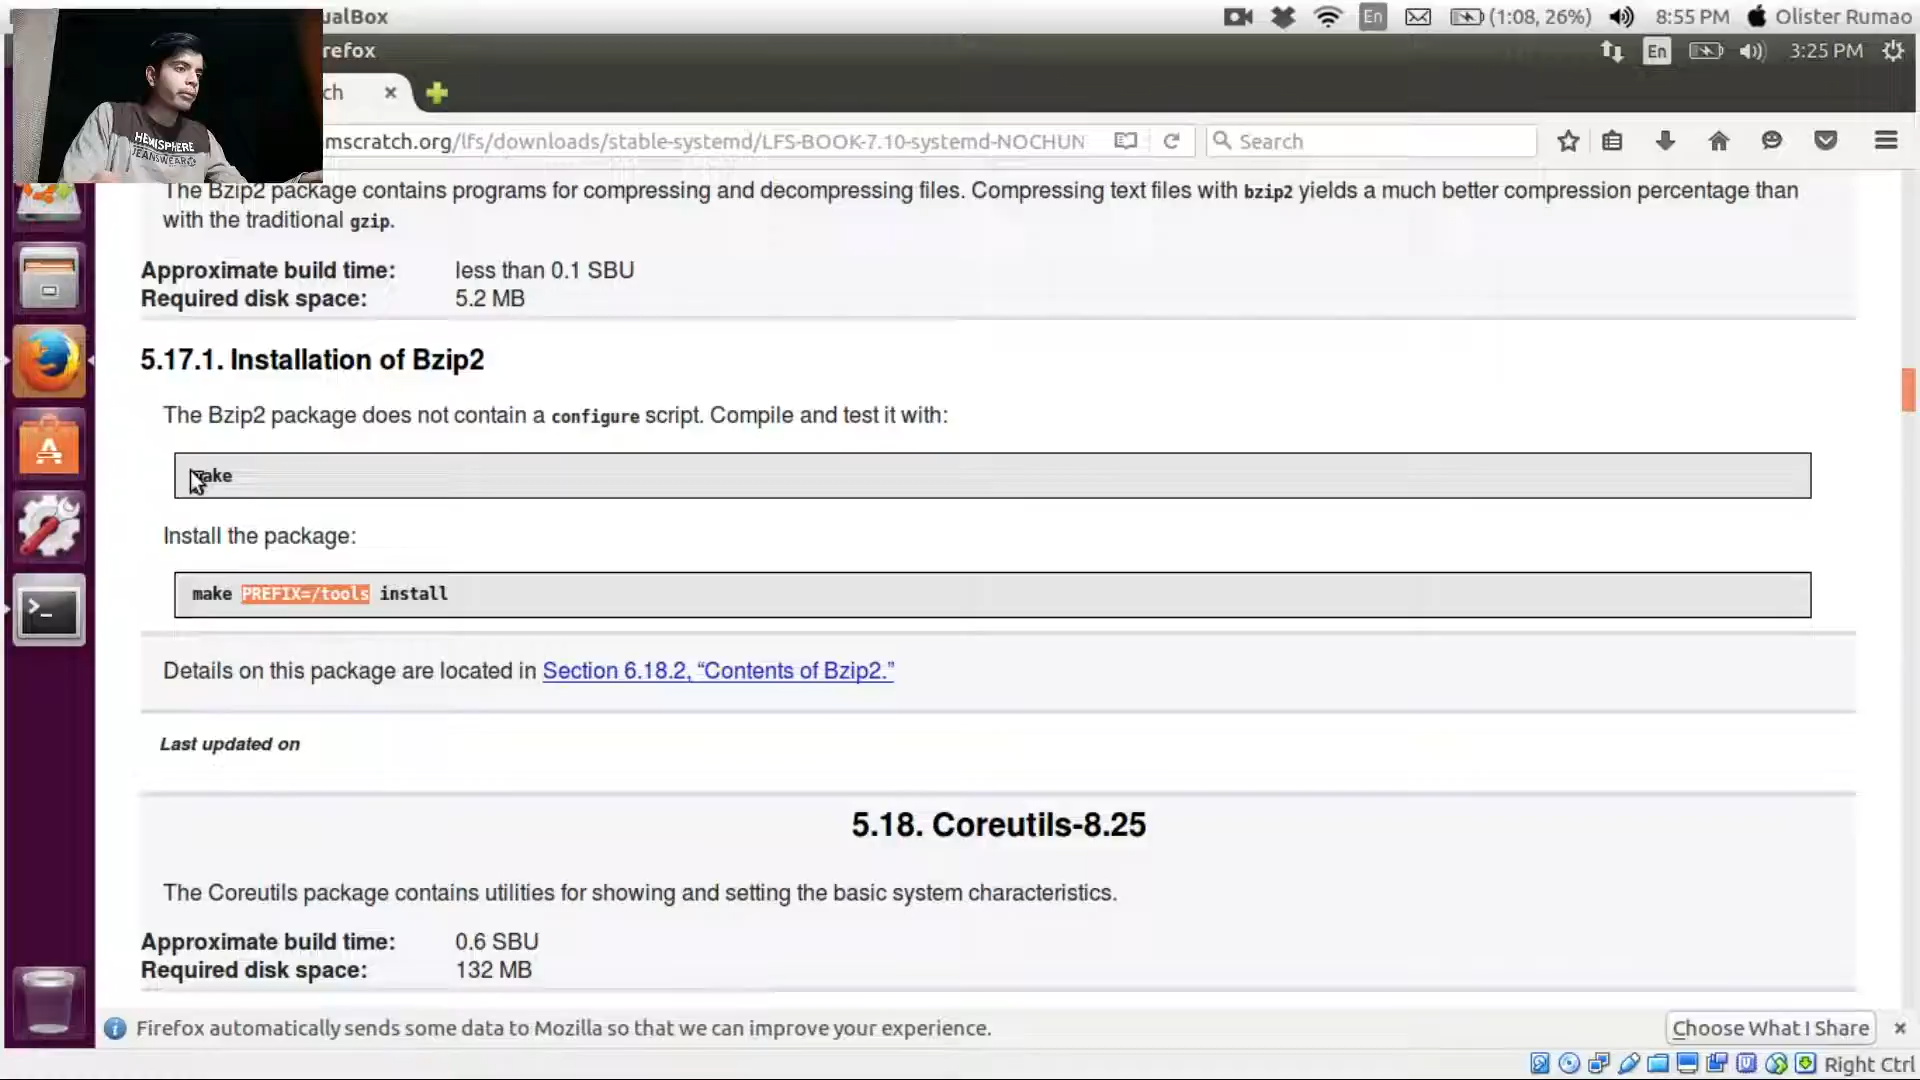 ualBox
En
(1:08, 26%)
8:55 PM
Olister Rumao
refox
En
3:25 PM
ch
mscratch.org/lfs/downloads/stable-systemd/LFS-BOOK-7.10-systemd-NOCHUN
Search
HEMISPHERE
JEANSWEAR
The Bzip2 package contains programs for compressing and decompressing files. Compressing text files with bzip2 yields a much better compression percentage than
with the traditional gzip.
Approximate build time: less than 0.1 SBU
Required disk space: 5.2 MB
5.17.1. Installation of Bzip2
The Bzip2 package does not contain a configure script. Compile and test it with:
make
Install the package:
make PREFIX=/tools install
Details on this package are located in Section 6.18.2, “Contents of Bzip2.”
Last updated on
5.18. Coreutils-8.25
The Coreutils package contains utilities for showing and setting the basic system characteristics.
Approximate build time: 0.6 SBU
Required disk space: 132 MB
Firefox automatically sends some data to Mozilla so that we can improve your experience.
Choose What I Share
Right Ctrl